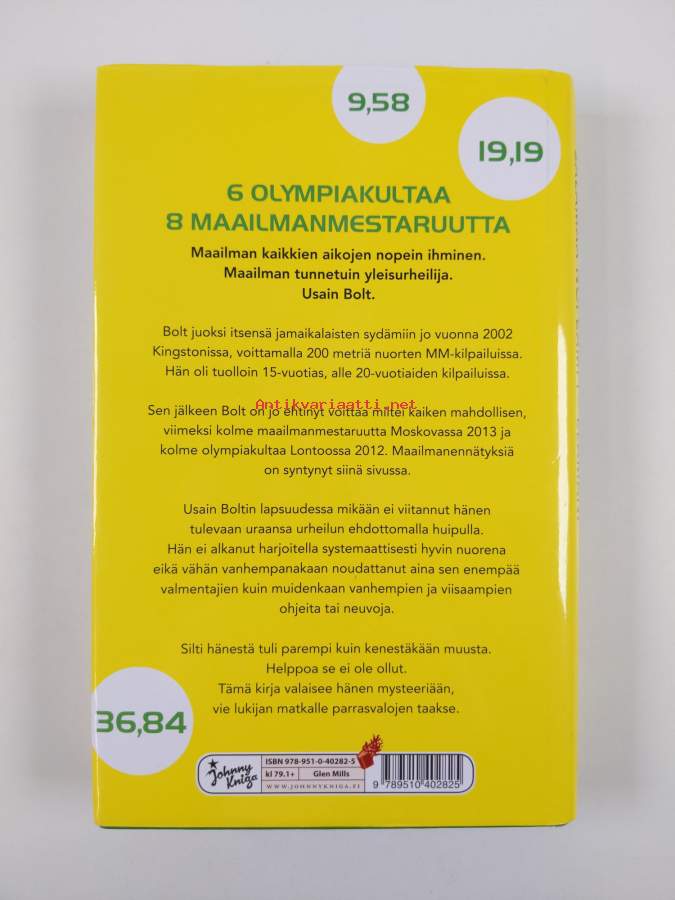 9,58
19,19
6 OLYMPIAKULTAA
8 MAAILMANMESTARUUTTA
Maailman kaikkien aikojen nopein ihminen.
Maailman tunnetuin yleisurheilija.
Usain Bolt.
Bolt juoksi itsensä jamaikalaisten sydämiin jo vuonna 2002
Kingstonissa, voittamalla 200 metriä nuorten MM-kilpailuissa.
Hän oli tuolloin 15-vuotias, alle 20-vuotiaiden kilpailuissa.
Antikvariaatti.net
Sen jälkeen Bolt on jo ehtinyt voittaa miltei kaiken mahdollisen,
viimeksi kolme maailmanmestaruutta Moskovassa 2013 ja
kolme olympiakultaa Lontoossa 2012. Maailmanennätyksiä
on syntynyt siinä sivussa.
Usain Boltin lapsuudessa mikään ei viitannut hänen
tulevaan uraansa urheilun ehdottomalla huipulla.
Hän ei alkanut harjoitella systemaattisesti hyvin nuorena
eikä vähän vanhempanakaan noudattanut aina sen enempää
valmentajien kuin muidenkaan vanhempien ja viisaampien
ohjeita tai neuvoja.
Silti hänestä tuli parempi kuin kenestäkään muusta.
Helppoa se ei ole ollut.
Tämä kirja valaisee hänen mysteeriään,
vie lukijan matkalle parrasvalojen taakse.
36,84
Johnny
Kniga
ISBN 978-951-0-40282-5
kl 79.1+ Glen Mills
WWW.JOHNNYKNIGA.FI
9 789510 402825